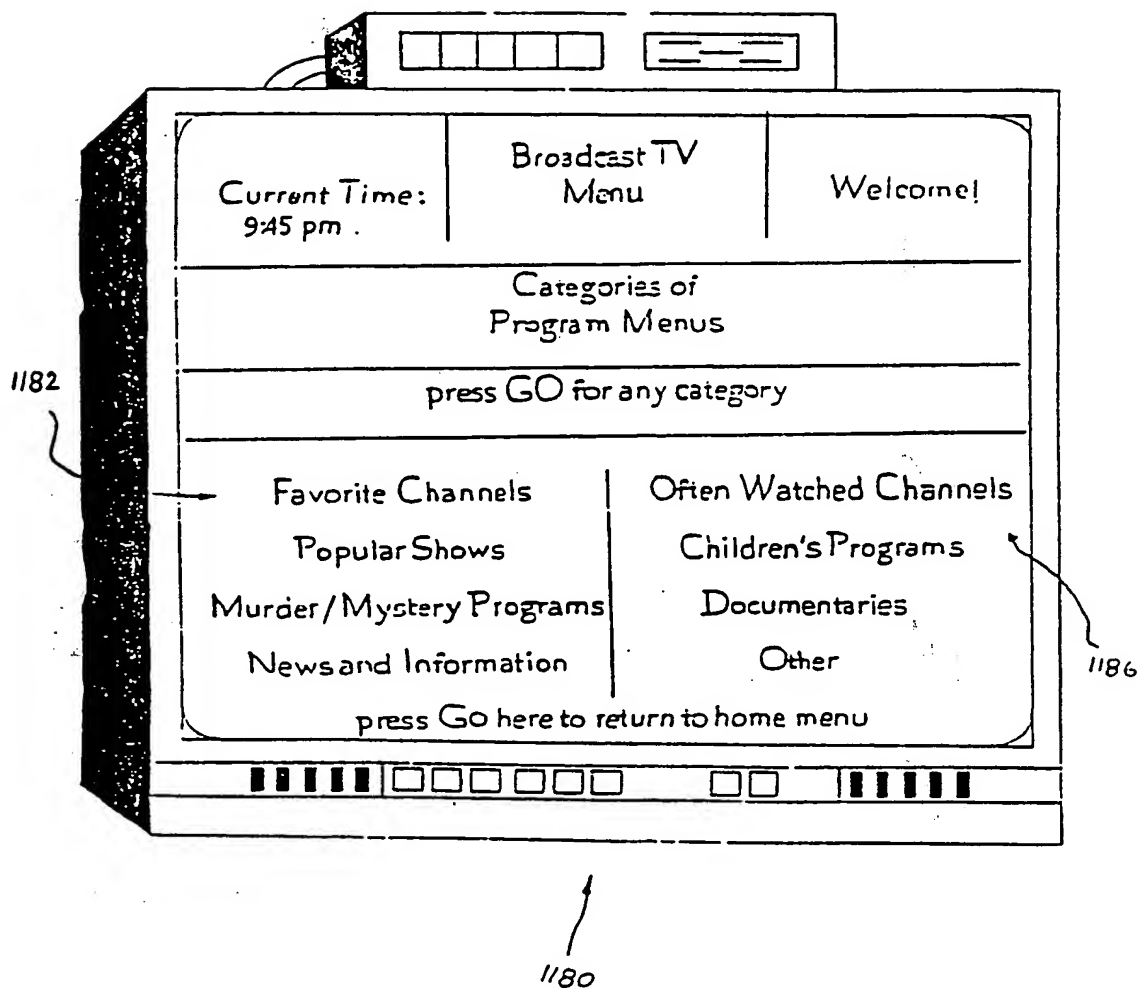 Current Time:
9:45 pm .
Broadcast TV
Menu
Welcome!
Categories of
Program Menus
press GO for any category
1182
Favorite Channels
Popular Shows
Murder/Mystery Programs
News and Information
Often Watched Channels
Children's Programs
Documentaries
Other
1186
press Go here to return to home menu
1180